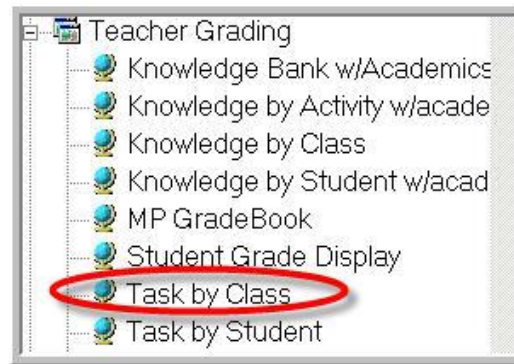 Teacher Grading
Knowledge Bank w/Academics
Knowledge by Activity w/acade
Knowledge by Class
Knowledge by Student w/acad
MP GradeBook
Student Grade Display
Task by Class
Task by Student